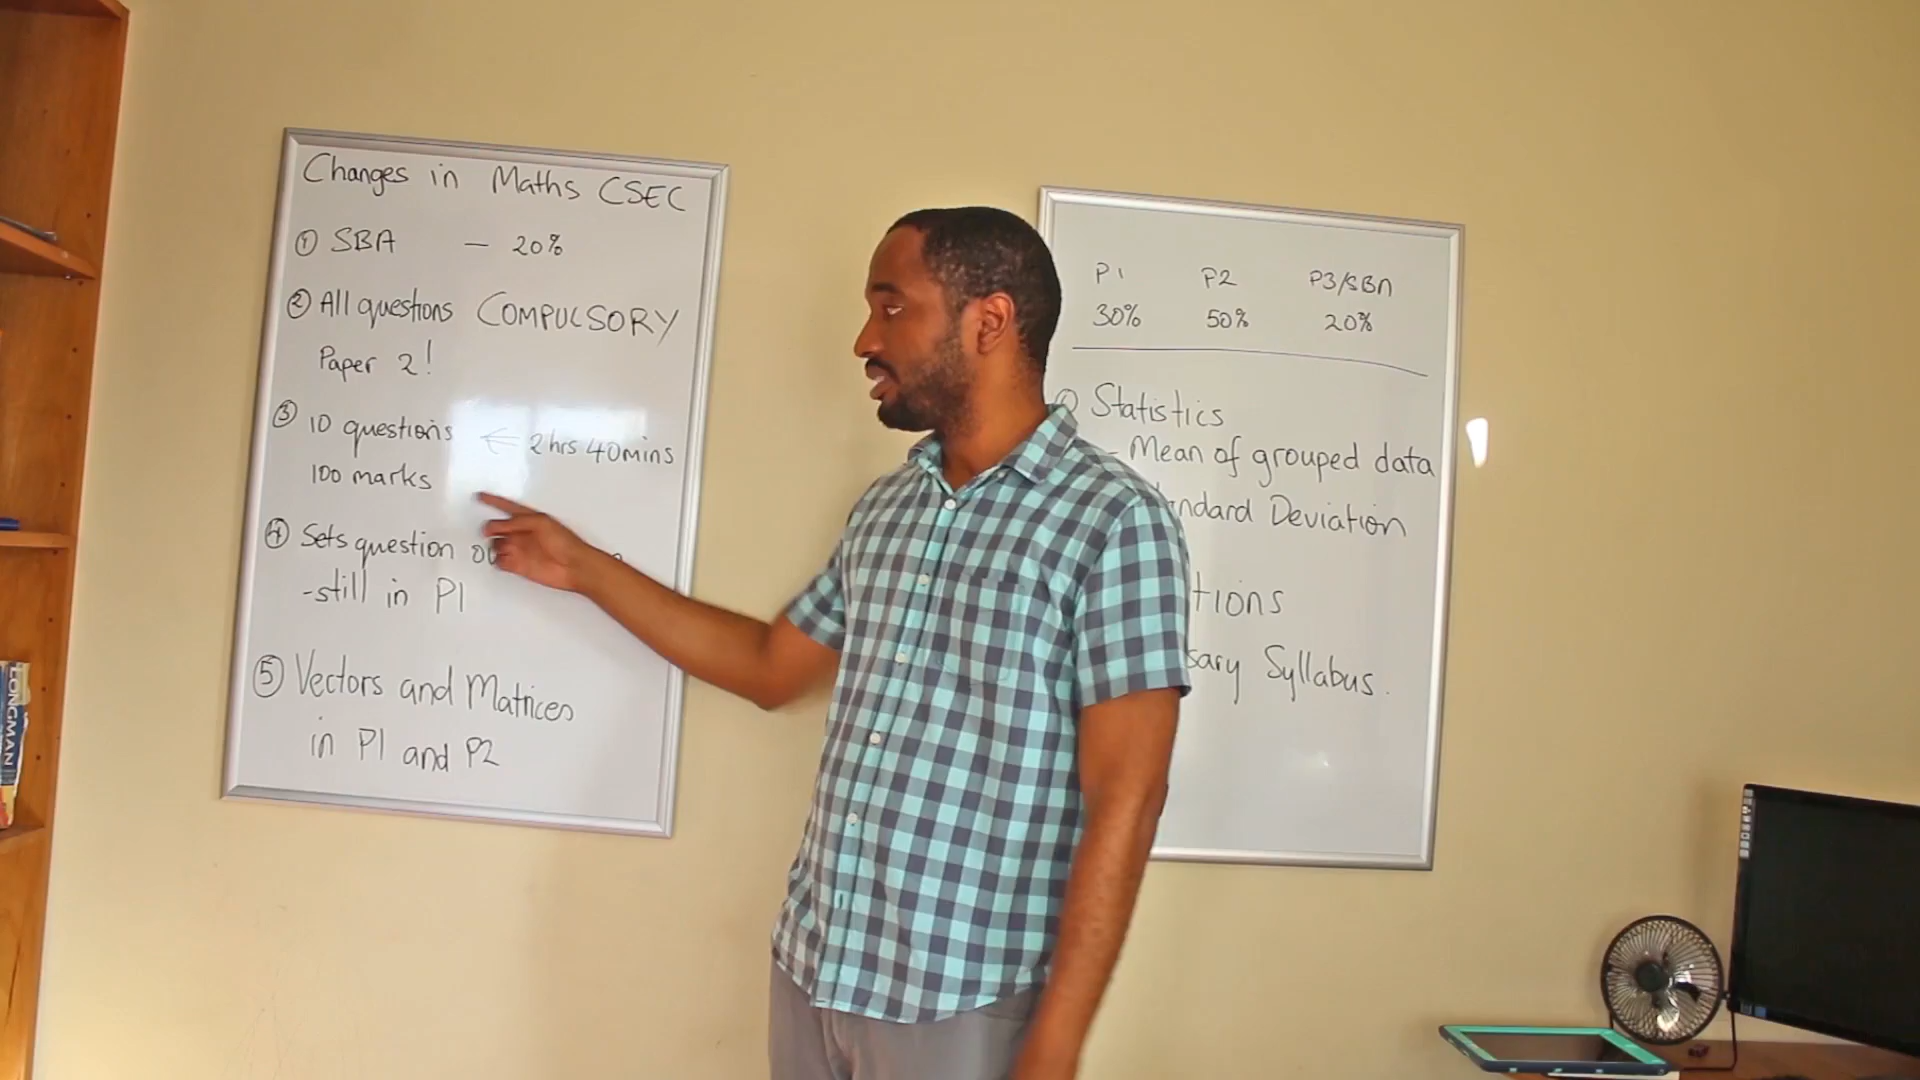 Changes in Maths CSEC
① SBA — 20%
② All questions COMPULSORY
Paper 2!
③ 10 questions ← 2 hrs 40mins
100 marks
④ Sets question
-still in P1
⑤ Vectors and Matrices
in P1 and P2
P1 P2 P3/SBA
30% 50% 20%
Statistics
- Mean of grouped data
Deviation
Syllabus.
LONGMAN